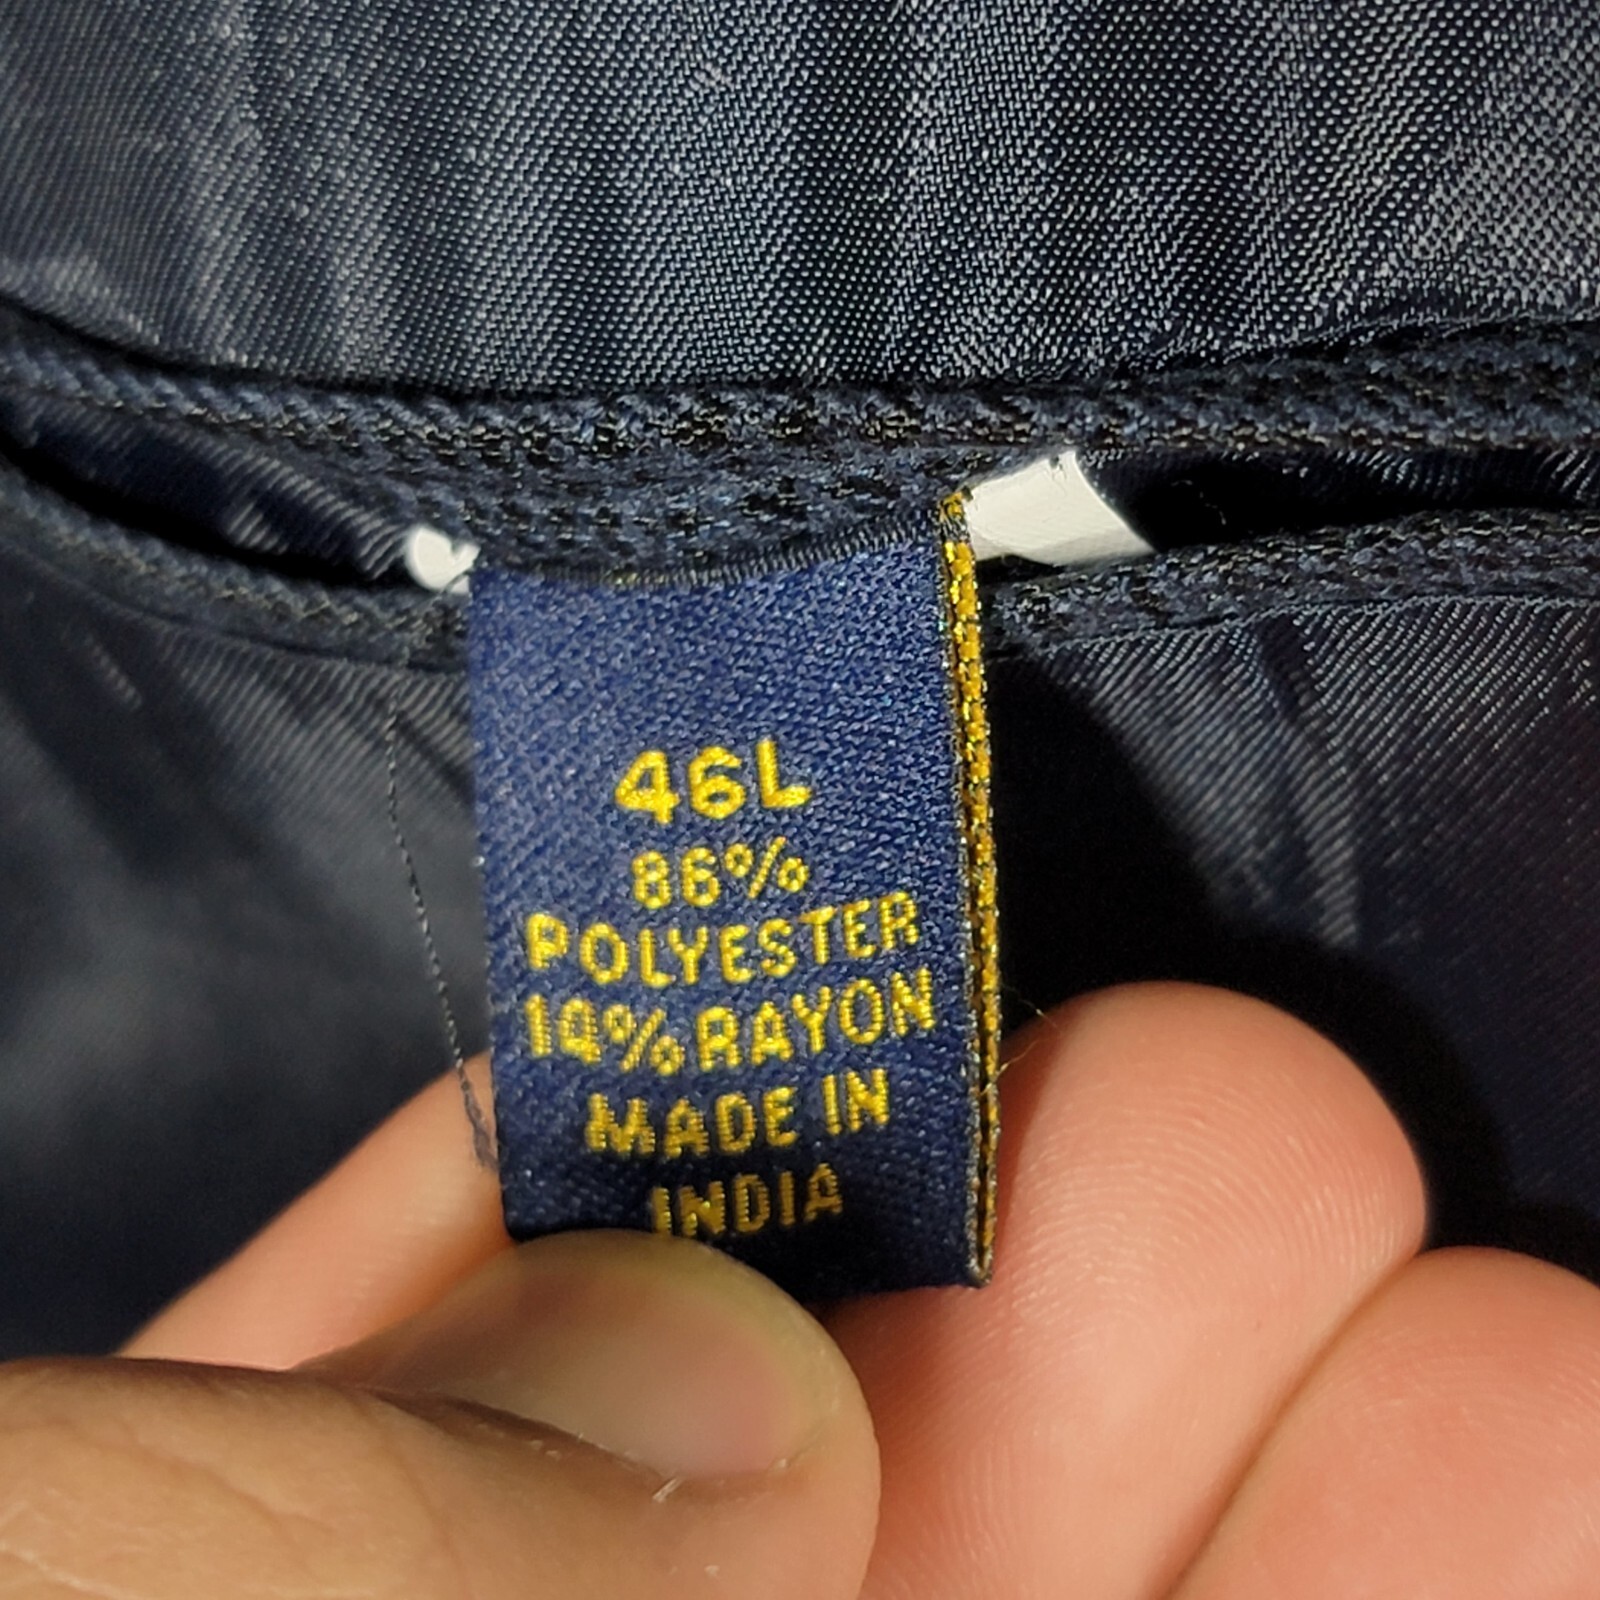 46L
86%
POLYESTER
14% RAYON
MADE IN
INDIA